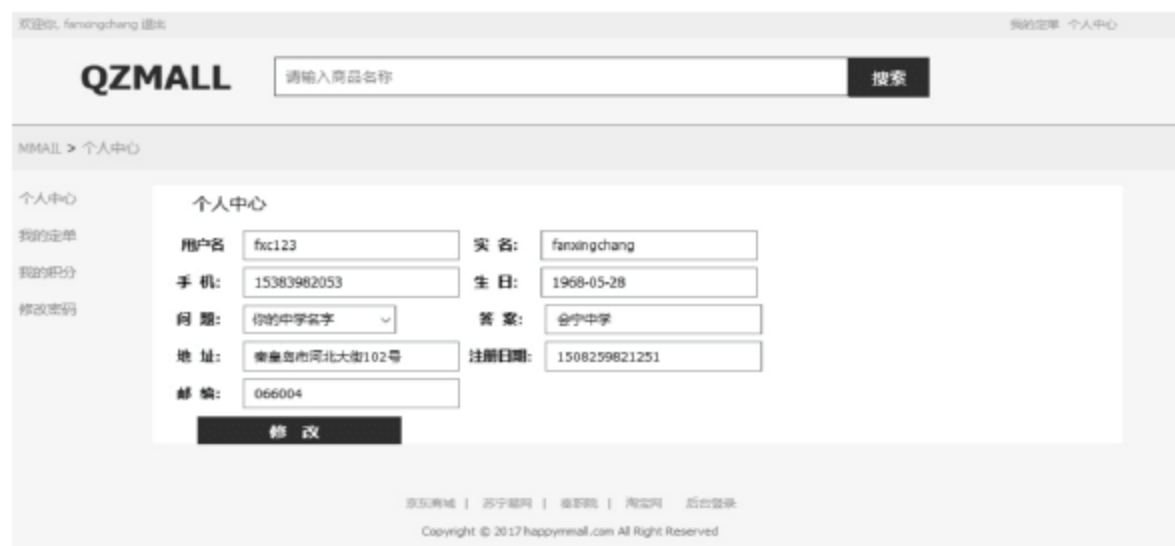 欢迎您, fanxingchang 退出
我的定单 个人中心
QZMALL
请输入商品名称
搜索
MMAIL > 个人中心
个人中心
我的定单
我的积分
修改密码
个人中心
用户名 fxc123 实 名: fanxingchang
手 机: 15383982053 生 日: 1968-05-28
问 题: 你的中学名字 答 案: 会宁中学
地 址: 秦皇岛市河北大街102号 注册日期: 1508259821251
邮 编: 066004
修 改
京东商城 | 苏宁易网 | 秦职院 | 淘宝网 后台登录
Copyright © 2017 happymmall.com All Right Reserved